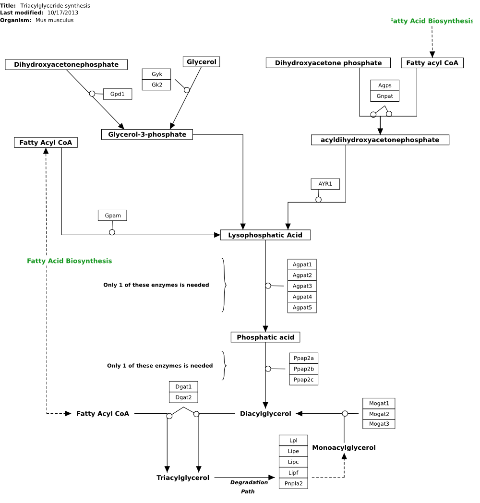 Title: Triacylglyceride synthesis
Last modified: 10/17/2013
Organism: Mus musculus
Fatty Acid Biosynthesis
Dihydroxyacetonephosphate
Glycerol
Dihydroxyacetone phosphate
Fatty acyl CoA
Gyk
Gk2
Gpd1
Agps
Gnpat
Glycerol-3-phosphate
Fatty Acyl CoA
acyldihydroxyacetonephosphate
AYR1
Gpam
Lysophosphatic Acid
Fatty Acid Biosynthesis
Only 1 of these enzymes is needed
Agpat1
Agpat2
Agpat3
Agpat4
Agpat5
Phosphatic acid
Only 1 of these enzymes is needed
Ppap2a
Ppap2b
Ppap2c
Dgat1
Dgat2
Mogat1
Mogat2
Mogat3
Fatty Acyl CoA
Diacylglycerol
Monoacylglycerol
Lpl
Lipe
Lipc
Lipf
Pnpla2
Triacylglycerol
Degradation
Path